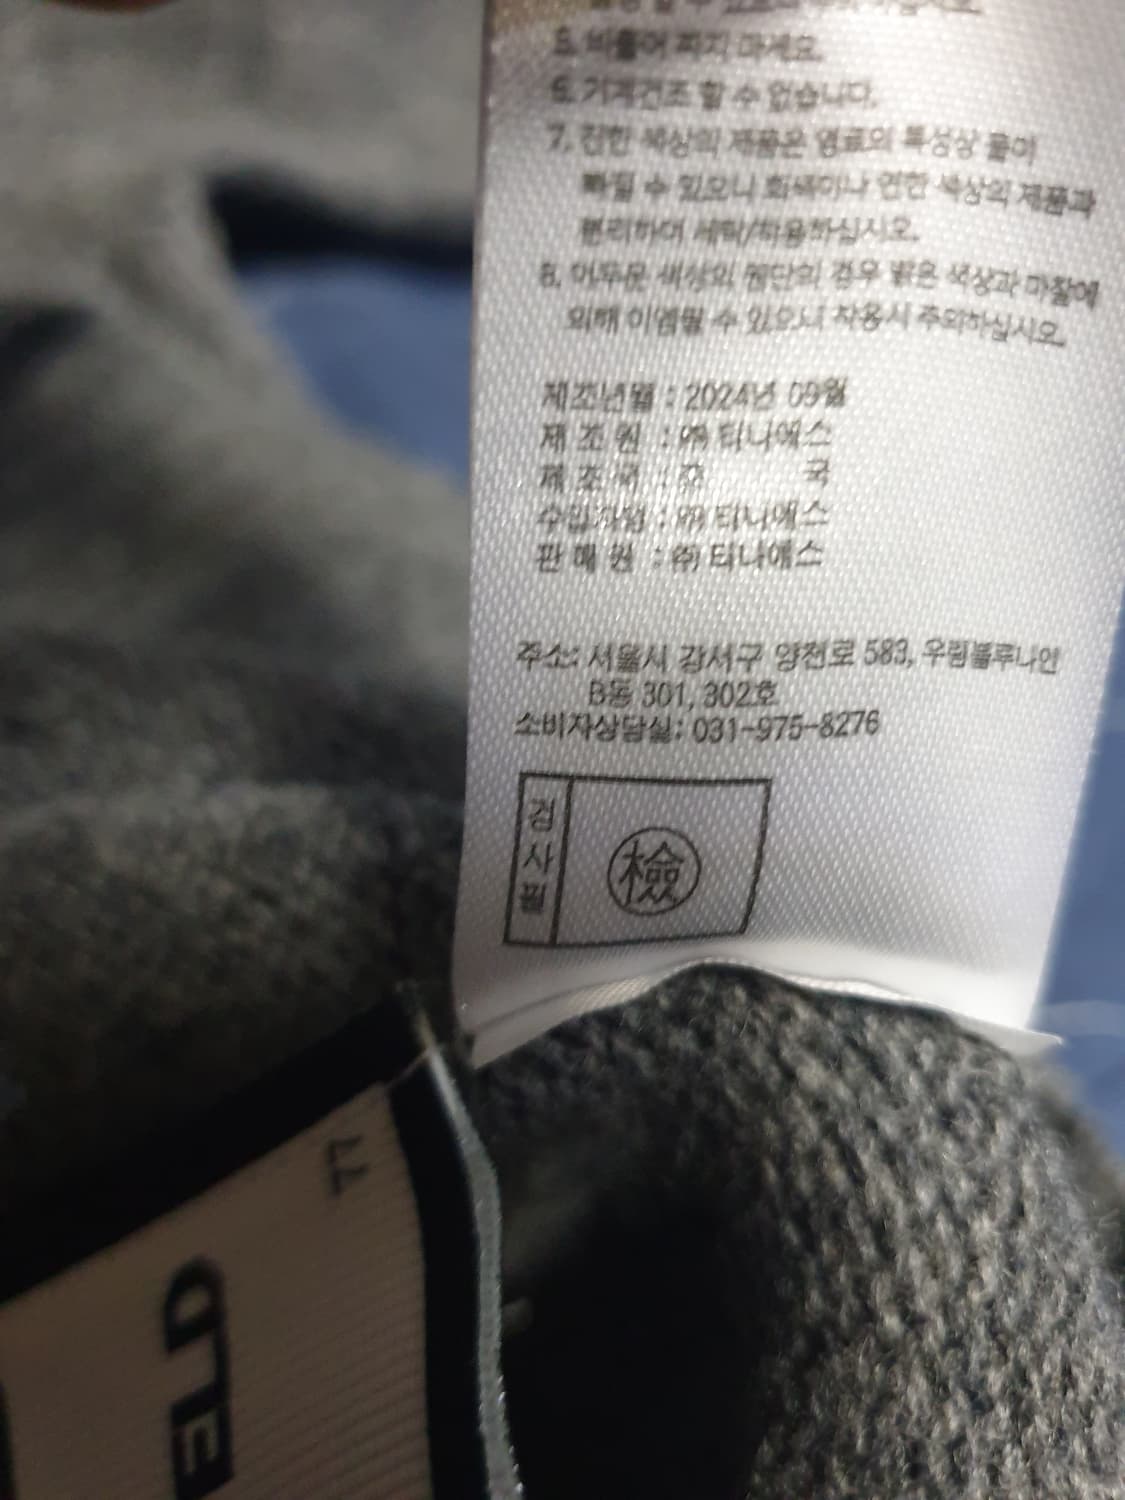 5. 비틀어 짜지 마세요.
6. 기계건조 할 수 없습니다.
7. 진한 색상의 제품은 염료의 특성상 물이
빠질 수 있으니 흰색이나 연한 색상의 제품과
분리하여 세탁/착용하십시오.
8. 어두운 색상의 원단의 경우 밝은 색상과 마찰에
의해 이염될 수 있으니 착용시 주의하십시오.
제조년월 : 2024년 09월
제 조 원 : ㈜ 티나에스
제 조 국 : 중 국
수입자명 : ㈜ 티나에스
판 매 원 : ㈜ 티나에스
주소: 서울시 강서구 양천로 583, 우림블루나인
B동 301, 302호
소비자상담실: 031-975-8276
검사필
檢
77
ELD